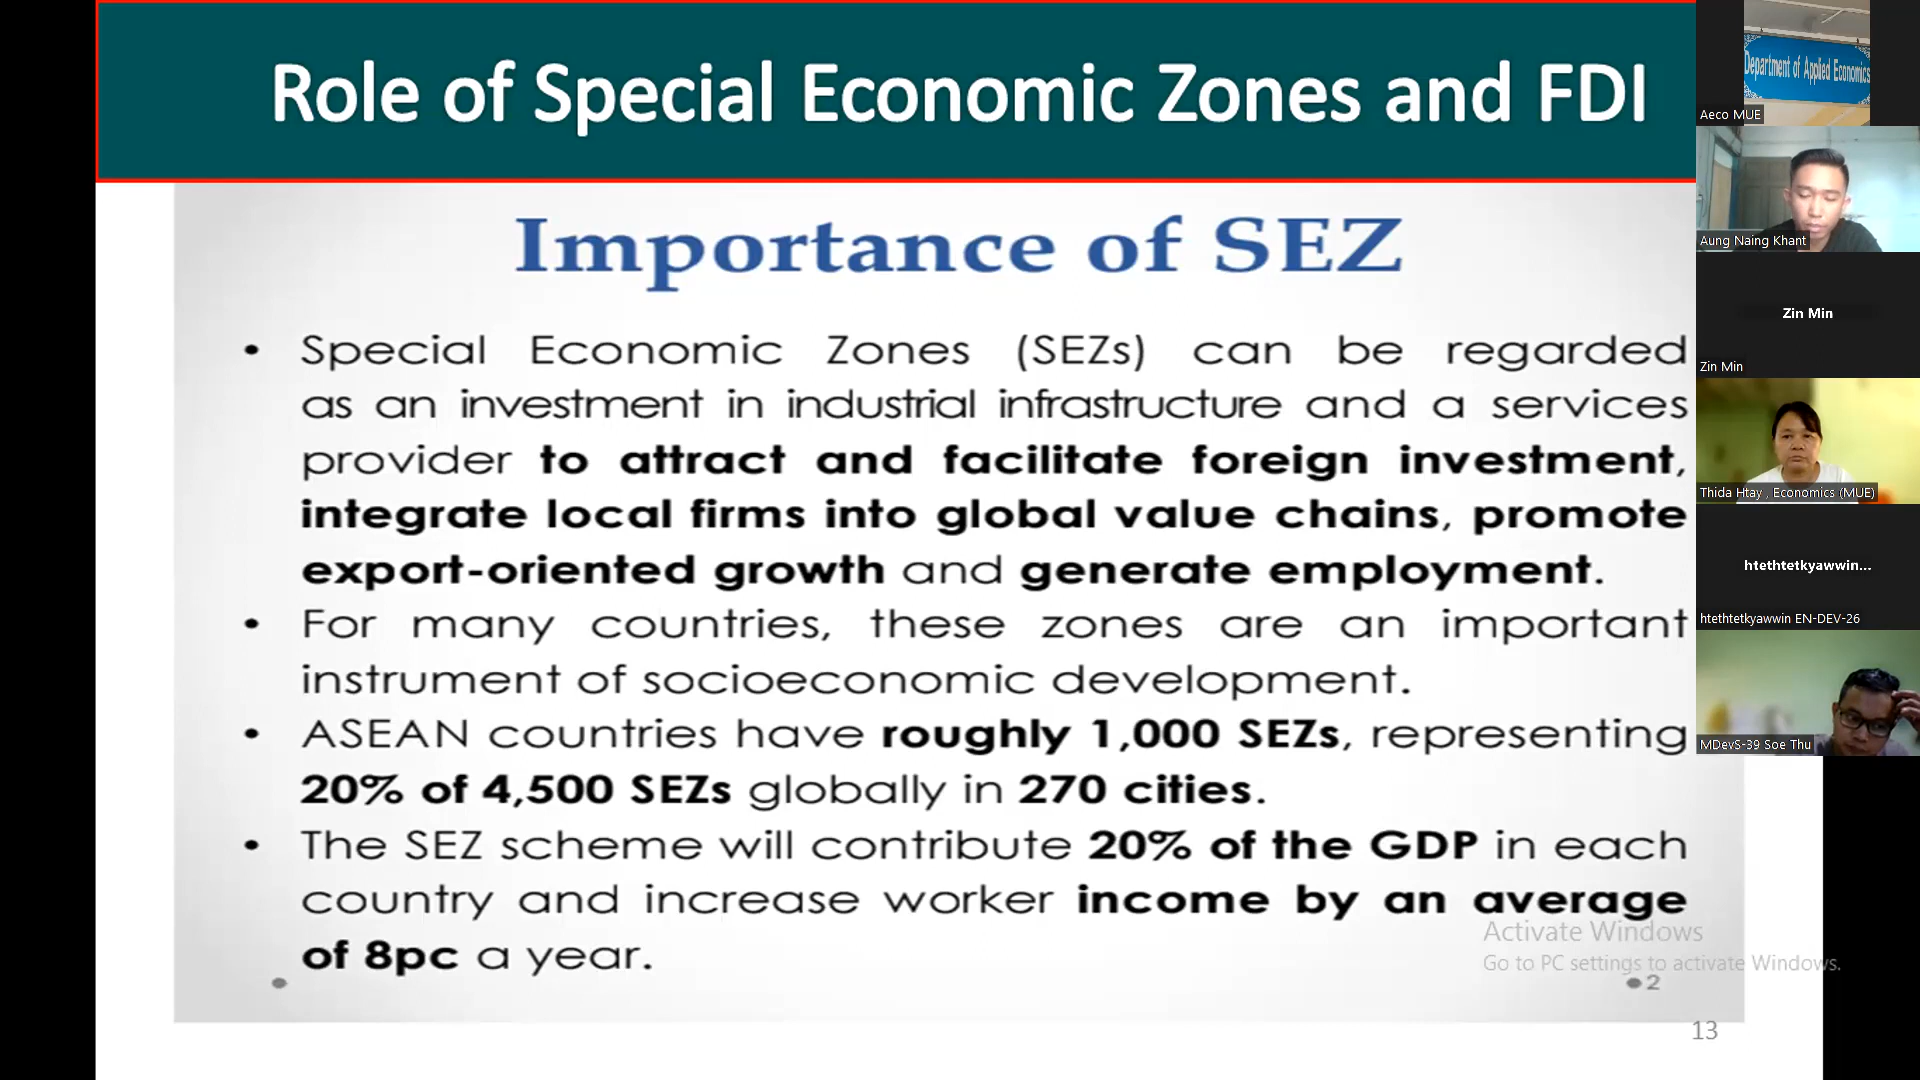 Role of Special Economic Zones and FDI
Importance of SEZ
• Special Economic Zones (SEZs) can be regarded
as an investment in industrial infrastructure and a services
provider to attract and facilitate foreign investment,
integrate local firms into global value chains, promote
export-oriented growth and generate employment.
• For many countries, these zones are an important
instrument of socioeconomic development.
• ASEAN countries have roughly 1,000 SEZs, representing
20% of 4,500 SEZs globally in 270 cities.
• The SEZ scheme will contribute 20% of the GDP in each
country and increase worker income by an average
of 8pc a year.
Activate Windows
Go to PC settings to activate Windows.
2
13
Department of Applied Economics
Aeco MUE
Aung Naing Khant
Zin Min
Zin Min
Thida Htay , Economics (MUE)
htethtetkyawwin...
htethtetkyawwin EN-DEV-26
MDevS-39 Soe Thu